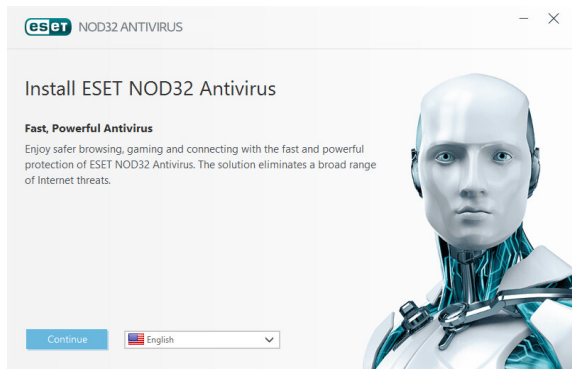 eset NOD32 ANTIVIRUS
Install ESET NOD32 Antivirus
Fast, Powerful Antivirus
Enjoy safer browsing, gaming and connecting with the fast and powerful
protection of ESET NOD32 Antivirus. The solution eliminates a broad range
of Internet threats.
Continue English